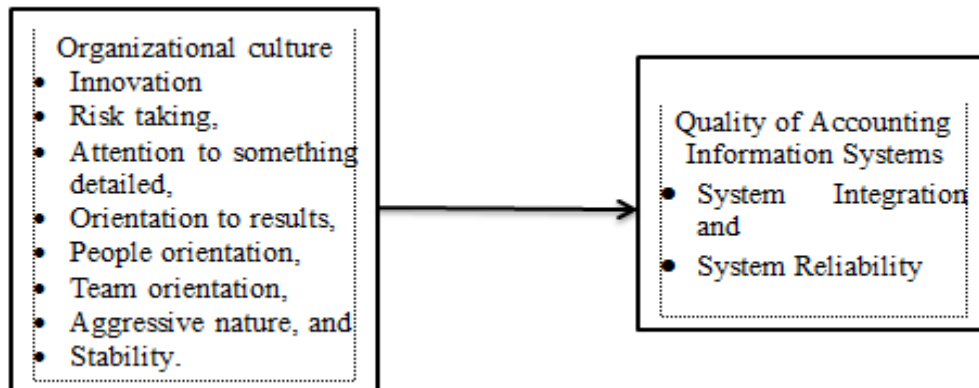 Organizational culture
• Innovation
• Risk taking,
• Attention to something
detailed,
• Orientation to results,
• People orientation,
• Team orientation,
• Aggressive nature, and
• Stability.
Quality of Accounting
Information Systems
• System Integration
and
• System Reliability